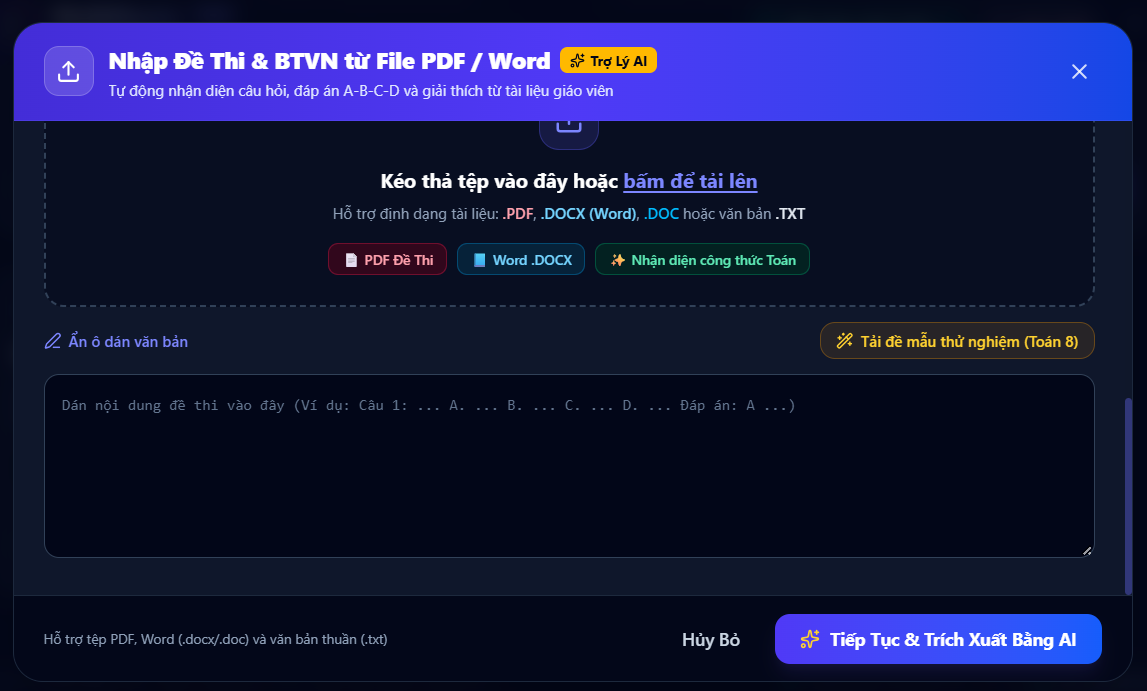 Nhập Đề Thi & BTVN từ File PDF / Word Trợ Lý AI
Tự động nhận diện câu hỏi, đáp án A-B-C-D và giải thích từ tài liệu giáo viên
Kéo thả tệp vào đây hoặc bấm để tải lên
Hỗ trợ định dạng tài liệu: .PDF, .DOCX (Word), .DOC hoặc văn bản .TXT
PDF Đề Thi Word .DOCX Nhận diện công thức Toán
Ẩn ô dán văn bản Tải đề mẫu thử nghiệm (Toán 8)
Dán nội dung đề thi vào đây (Ví dụ: Câu 1: ... A. ... B. ... C. ... D. ... Đáp án: A ...)
Hỗ trợ tệp PDF, Word (.docx/.doc) và văn bản thuần (.txt) Hủy Bỏ Tiếp Tục & Trích Xuất Bằng AI